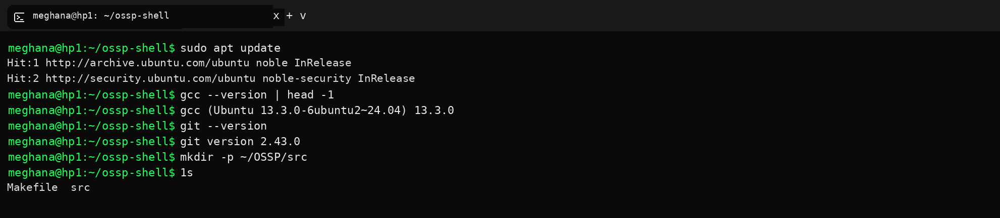 meghana@hp1: ~/ossp-shell x + v
meghana@hp1:~/ossp-shell$ sudo apt update
Hit:1 http://archive.ubuntu.com/ubuntu noble InRelease
Hit:2 http://security.ubuntu.com/ubuntu noble-security InRelease
meghana@hp1:~/ossp-shell$ gcc --version | head -1
meghana@hp1:~/ossp-shell$ gcc (Ubuntu 13.3.0-6ubuntu2~24.04) 13.3.0
meghana@hp1:~/ossp-shell$ git --version
meghana@hp1:~/ossp-shell$ git version 2.43.0
meghana@hp1:~/ossp-shell$ mkdir -p ~/OSSP/src
meghana@hp1:~/ossp-shell$ 1s
Makefile  src